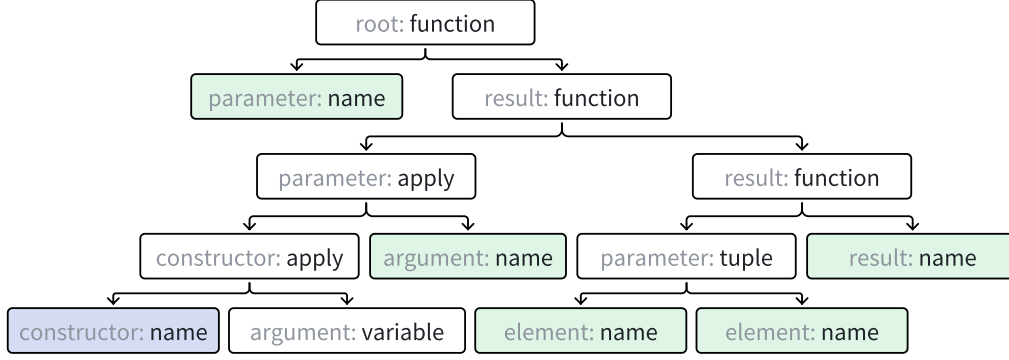 root: function
parameter: name
result: function
parameter: apply
result: function
constructor: apply
argument: name
parameter: tuple
result: name
constructor: name
argument: variable
element: name
element: name